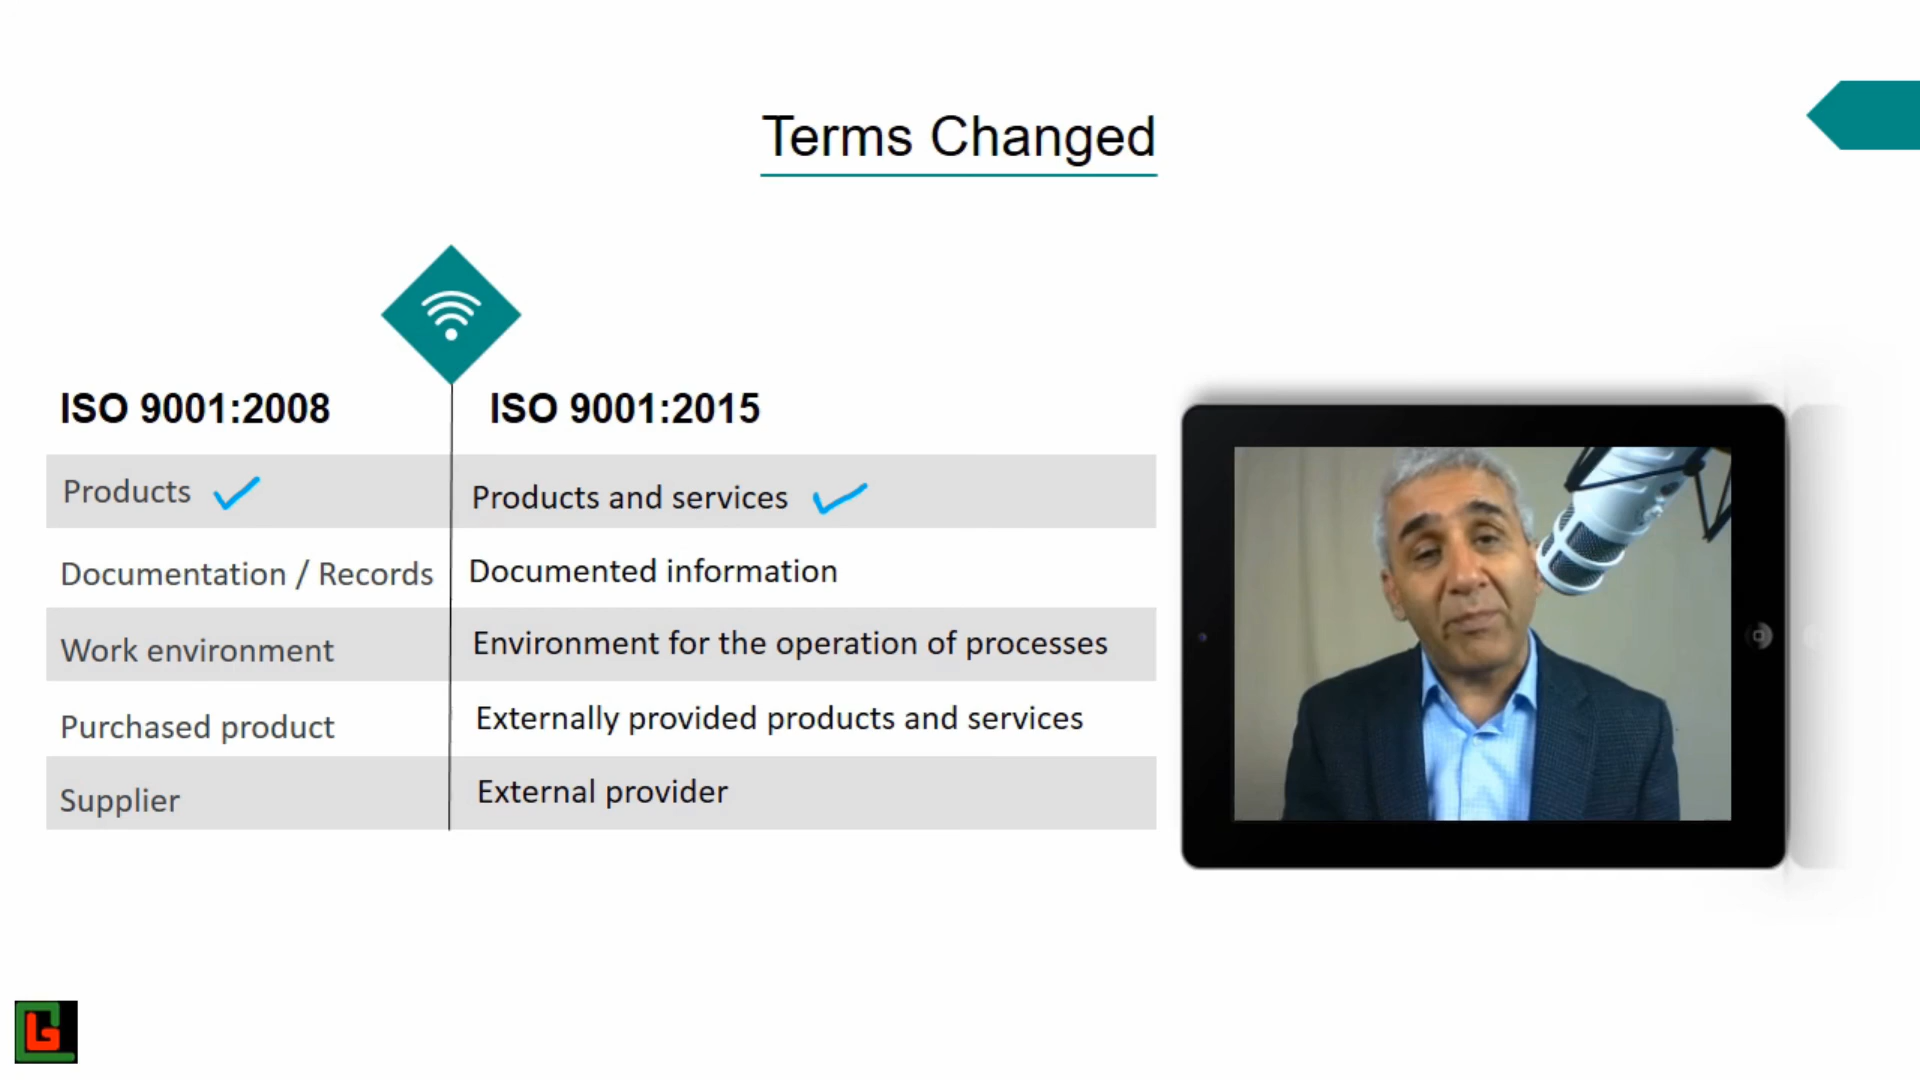 Terms Changed
ISO 9001:2008 ISO 9001:2015
Products Products and services
Documentation / Records Documented information
Work environment Environment for the operation of processes
Purchased product Externally provided products and services
Supplier External provider